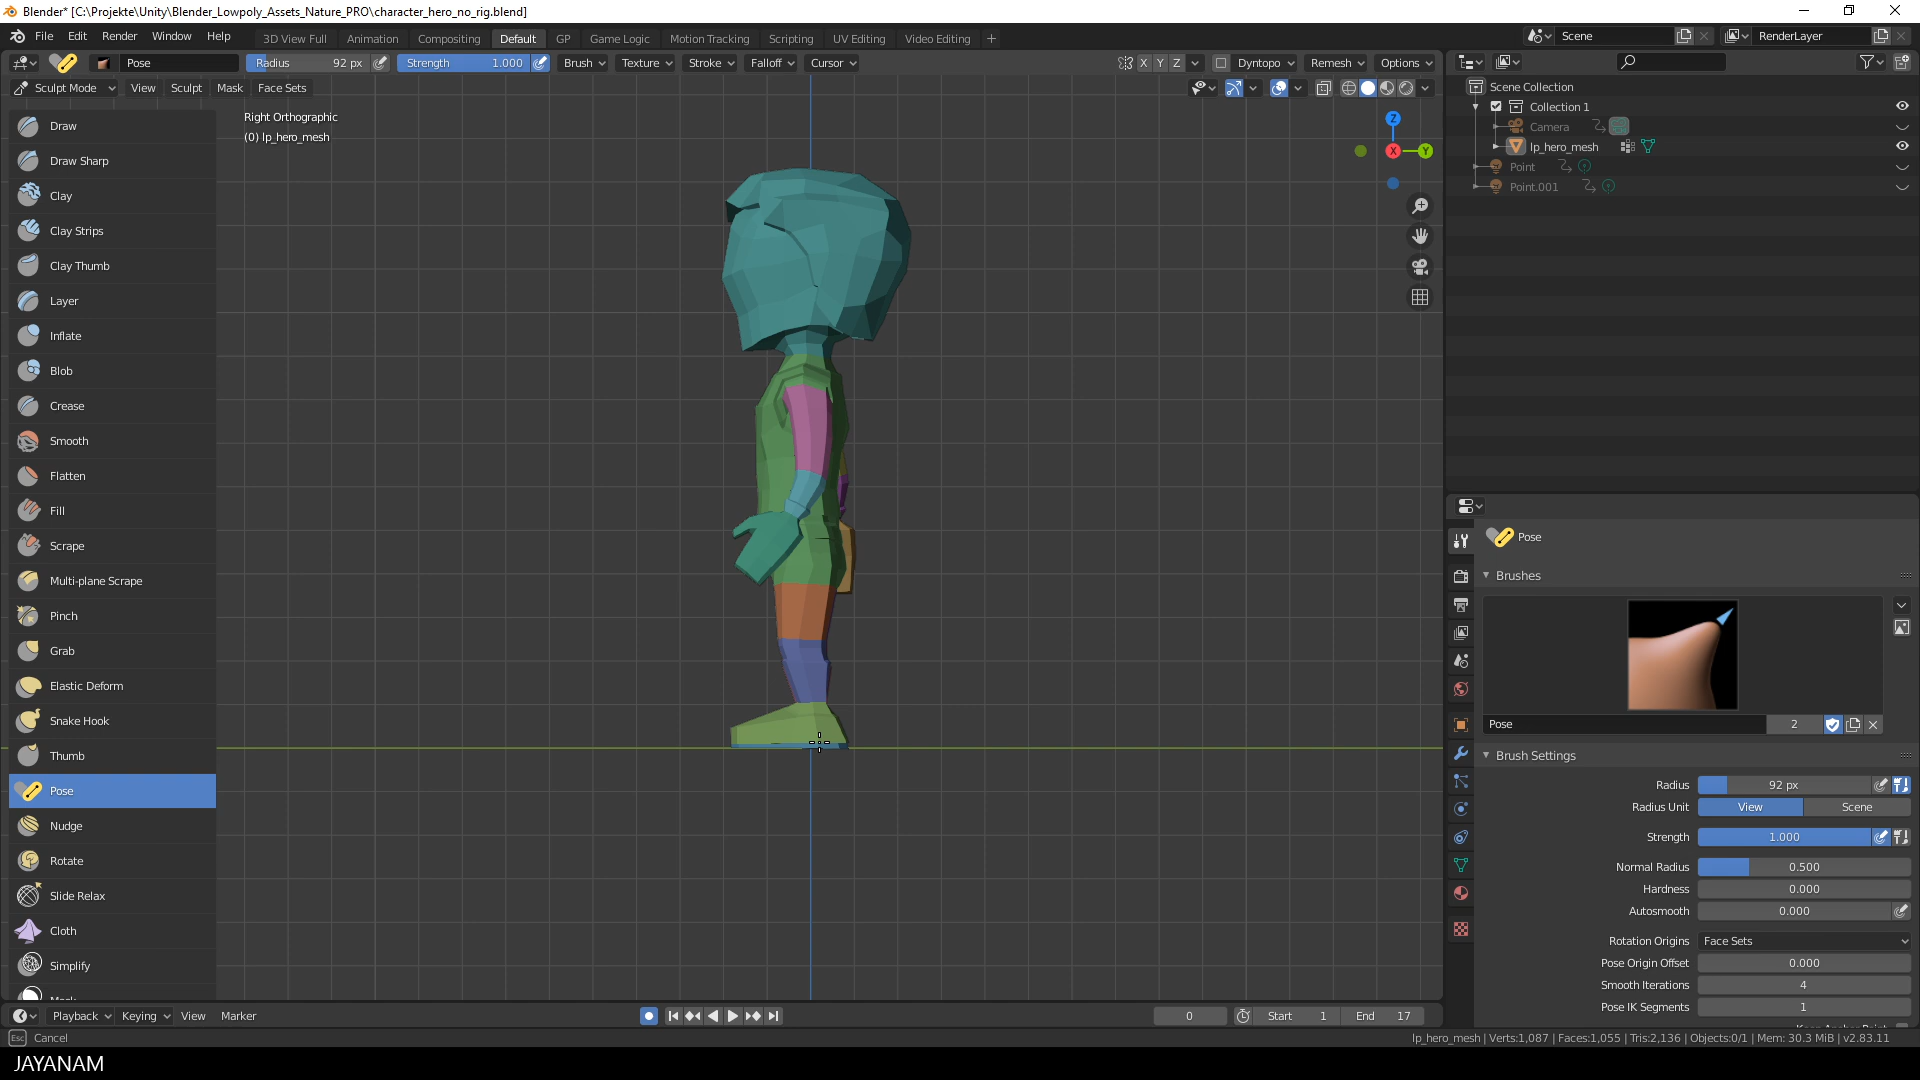 Blender* [C:\Projekte\Unity\Blender_Lowpoly_Assets_Nature_PRO\character_hero_no_rig.blend]
File Edit Render Window Help 3D View Full Animation Compositing Default GP Game Logic Motion Tracking Scripting UV Editing Video Editing + Scene RenderLayer
Pose Radius 92 px Strength 1.000 Brush Texture Stroke Falloff Cursor X Y Z Dyntopo Remesh Options
Sculpt Mode View Sculpt Mask Face Sets
Right Orthographic
(0) lp_hero_mesh
Z
X
Y
Draw
Draw Sharp
Clay
Clay Strips
Clay Thumb
Layer
Inflate
Blob
Crease
Smooth
Flatten
Fill
Scrape
Multi-plane Scrape
Pinch
Grab
Elastic Deform
Snake Hook
Thumb
Pose
Nudge
Rotate
Slide Relax
Cloth
Simplify
Scene Collection
Collection 1
Camera
lp_hero_mesh
Point
Point.001
Pose
Brushes
Pose 2
Brush Settings
Radius 92 px
Radius Unit View Scene
Strength 1.000
Normal Radius 0.500
Hardness 0.000
Autosmooth 0.000
Rotation Origins Face Sets
Pose Origin Offset 0.000
Smooth Iterations 4
Pose IK Segments 1
Playback Keying View Marker 0 Start 1 End 17
Esc Cancel
lp_hero_mesh | Verts:1,087 | Faces:1,055 | Tris:2,136 | Objects:0/1 | Mem: 30.3 MiB | v2.83.11
JAYANAM